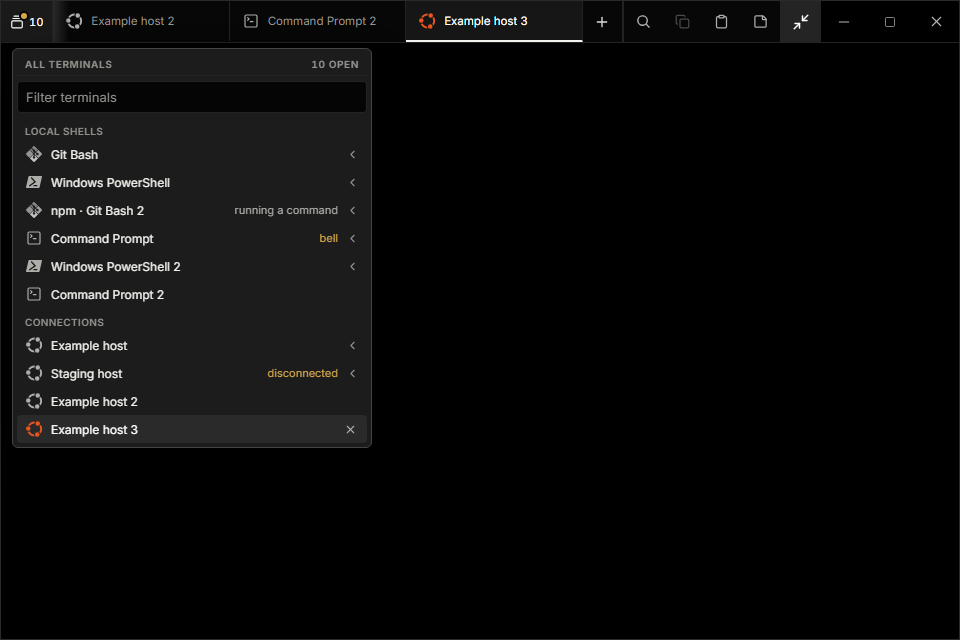 10
Example host 2
Command Prompt 2
Example host 3
ALL TERMINALS
10 OPEN
Filter terminals
LOCAL SHELLS
Git Bash
Windows PowerShell
npm · Git Bash 2
running a command
Command Prompt
bell
Windows PowerShell 2
Command Prompt 2
CONNECTIONS
Example host
Staging host
disconnected
Example host 2
Example host 3